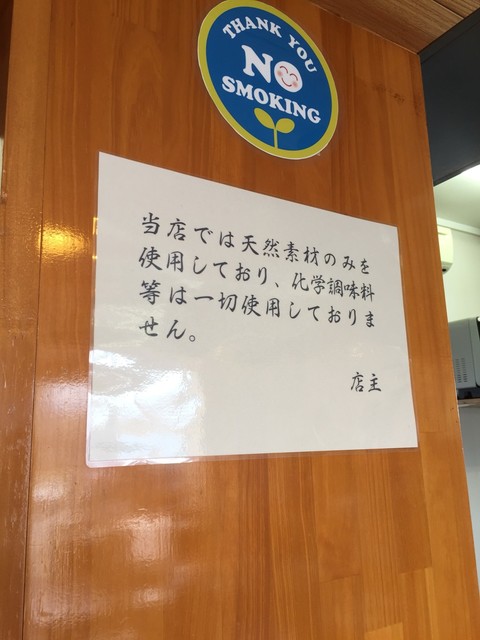 THANK YOU
NO
SMOKING
当店では天然素材のみを
使用しており、化学調味料
等は一切使用しておりま
せん。
店主